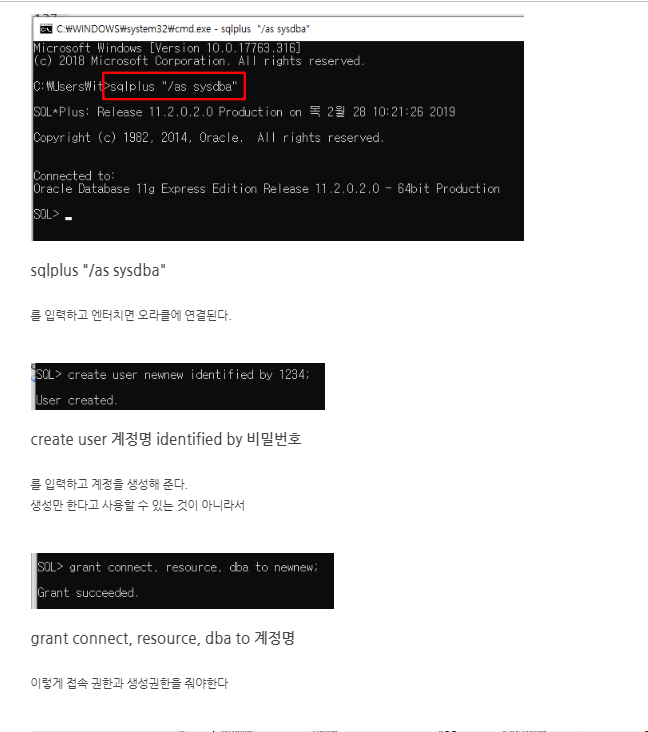 C:₩WINDOWS₩system32₩cmd.exe - sqlplus "/as sysdba"
Microsoft Windows [Version 10.0.17763.316]
(c) 2018 Microsoft Corporation. All rights reserved.
C:₩Users₩it>sqlplus "/as sysdba"
SQL*Plus: Release 11.2.0.2.0 Production on 목 2월 28 10:21:26 2019
Copyright (c) 1982, 2014, Oracle.  All rights reserved.
Connected to:
Oracle Database 11g Express Edition Release 11.2.0.2.0 - 64bit Production
SQL> _
sqlplus "/as sysdba"
를 입력하고 엔터치면 오라클에 연결된다.
SQL> create user newnew identified by 1234;
User created.
create user 계정명 identified by 비밀번호
를 입력하고 계정을 생성해 준다.
생성만 한다고 사용할 수 있는 것이 아니라서
SQL> grant connect, resource, dba to newnew;
Grant succeeded.
grant connect, resource, dba to 계정명
이렇게 접속 권한과 생성권한을 줘야한다